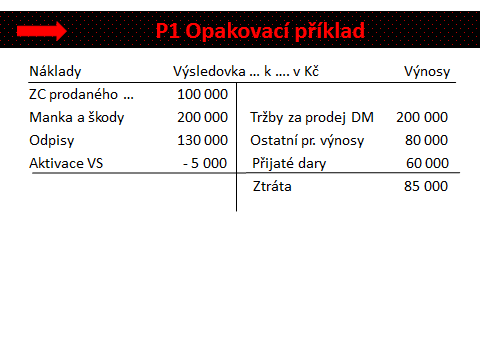 P1 Opakovací příklad
Náklady Výsledovka ... k .... v Kč Výnosy
ZC prodaného ... 100 000
Manka a škody 200 000 Tržby za prodej DM 200 000
Odpisy 130 000 Ostatní pr. výnosy 80 000
Aktivace VS - 5 000 Přijaté dary 60 000
Ztráta 85 000